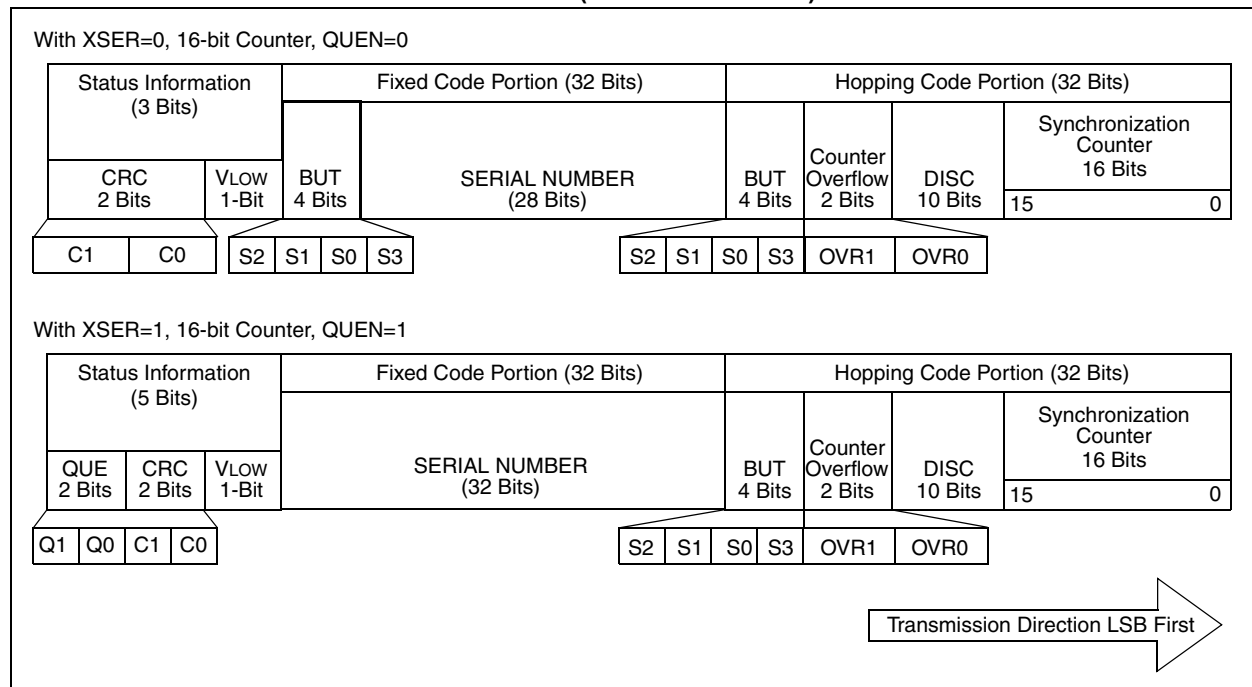 With XSER=0, 16-bit Counter, QUEN=0
Status Information
(3 Bits)
Fixed Code Portion (32 Bits)
Hopping Code Portion (32 Bits)
CRC
2 Bits
VLOW
1-Bit
BUT
4 Bits
SERIAL NUMBER
(28 Bits)
BUT
4 Bits
Counter
Overflow
2 Bits
DISC
10 Bits
Synchronization
Counter
16 Bits
15 0
C1 C0
S2 S1 S0 S3
S2 S1 S0 S3 OVR1 OVR0
With XSER=1, 16-bit Counter, QUEN=1
Status Information
(5 Bits)
Fixed Code Portion (32 Bits)
Hopping Code Portion (32 Bits)
QUE
2 Bits
CRC
2 Bits
VLOW
1-Bit
SERIAL NUMBER
(32 Bits)
BUT
4 Bits
Counter
Overflow
2 Bits
DISC
10 Bits
Synchronization
Counter
16 Bits
15 0
Q1 Q0 C1 C0
S2 S1 S0 S3 OVR1 OVR0
Transmission Direction LSB First